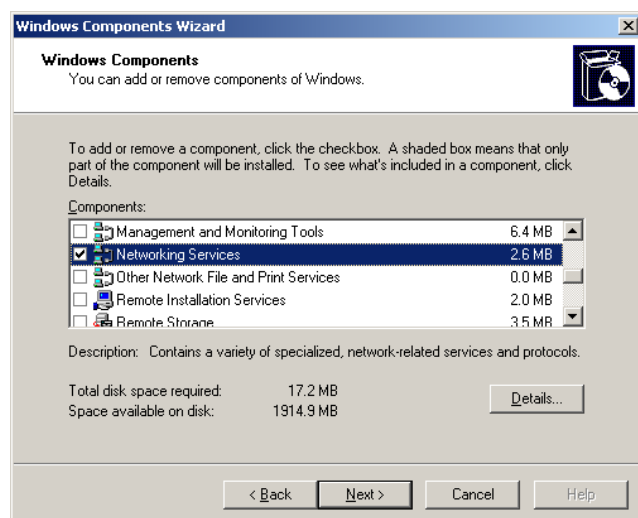 Windows Components Wizard
Windows Components
You can add or remove components of Windows.
To add or remove a component, click the checkbox. A shaded box means that only
part of the component will be installed. To see what's included in a component, click
Details.
Components:
Management and Monitoring Tools 6.4 MB
Networking Services 2.6 MB
Other Network File and Print Services 0.0 MB
Remote Installation Services 2.0 MB
Remote Storage 3.5 MB
Description: Contains a variety of specialized, network-related services and protocols.
Total disk space required: 17.2 MB
Space available on disk: 1914.9 MB
Details...
< Back Next > Cancel Help